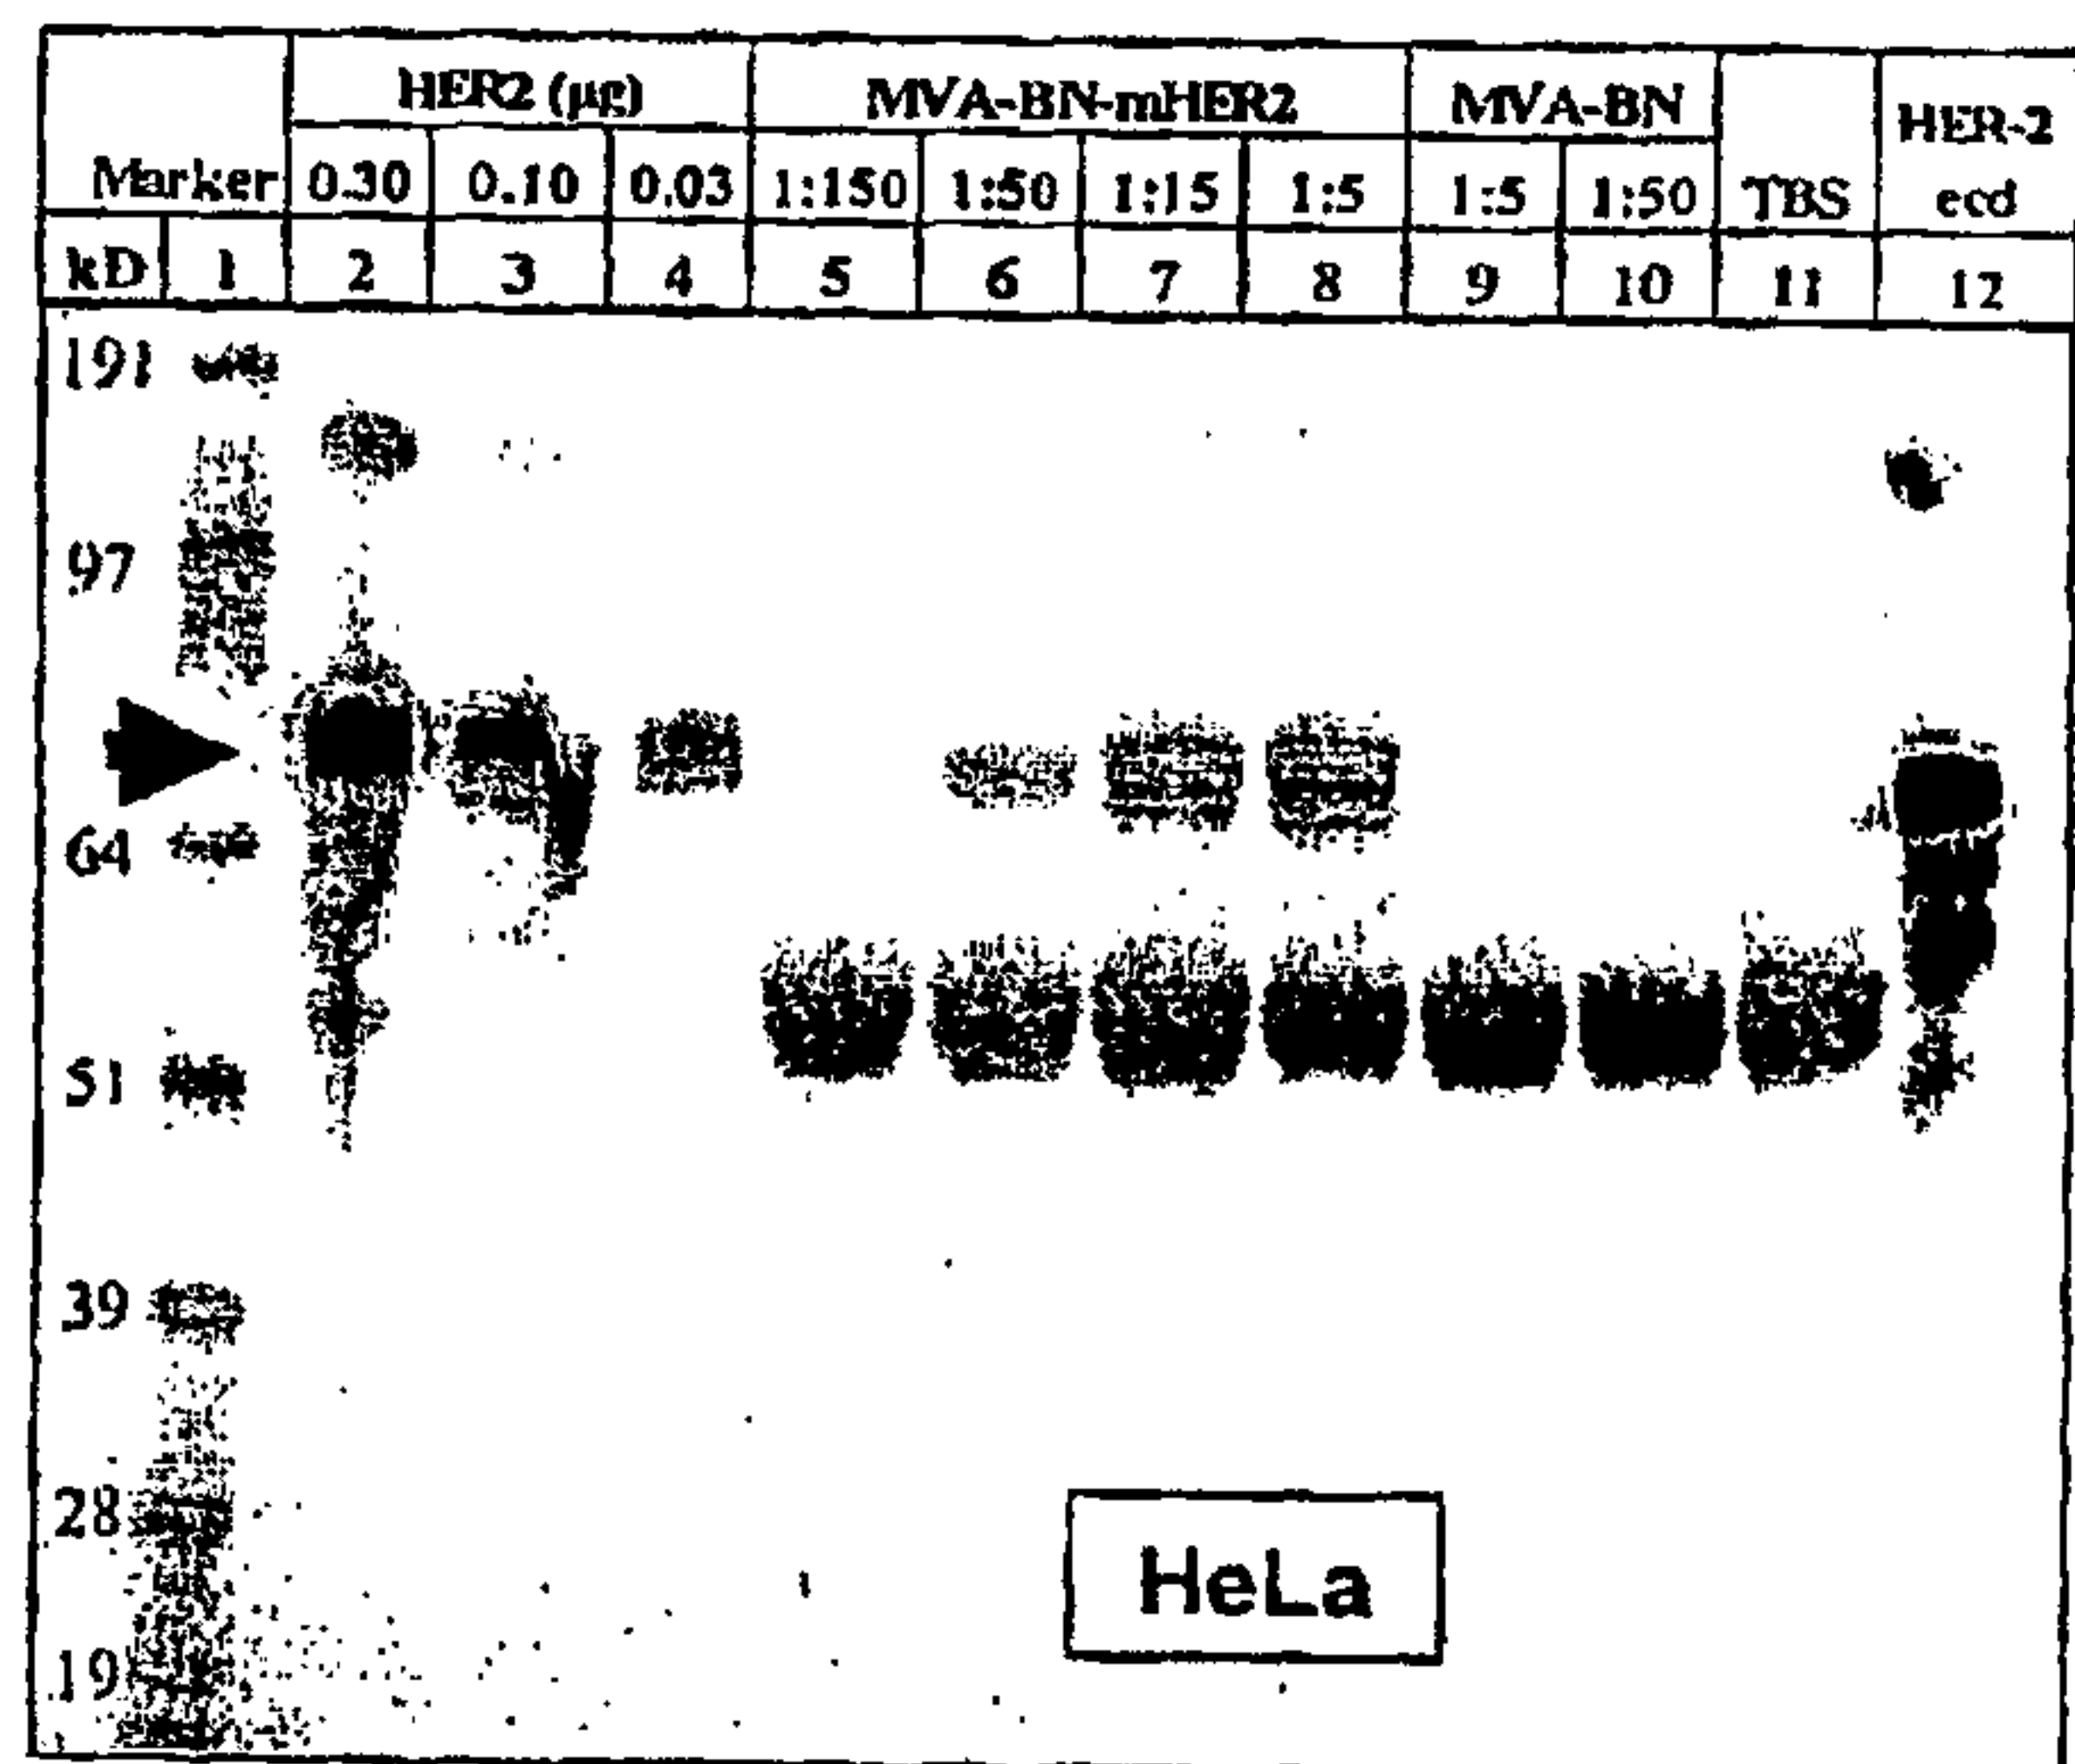 HER2 (µg) MVA-BN-mHER2 MVA-BN HER-2
Marker 0.30 0.10 0.03 1:150 1:50 1:15 1:5 1:5 1:50 TBS ecd
kD 1 2 3 4 5 6 7 8 9 10 11 12
191
97
64
51
39
28
19
HeLa